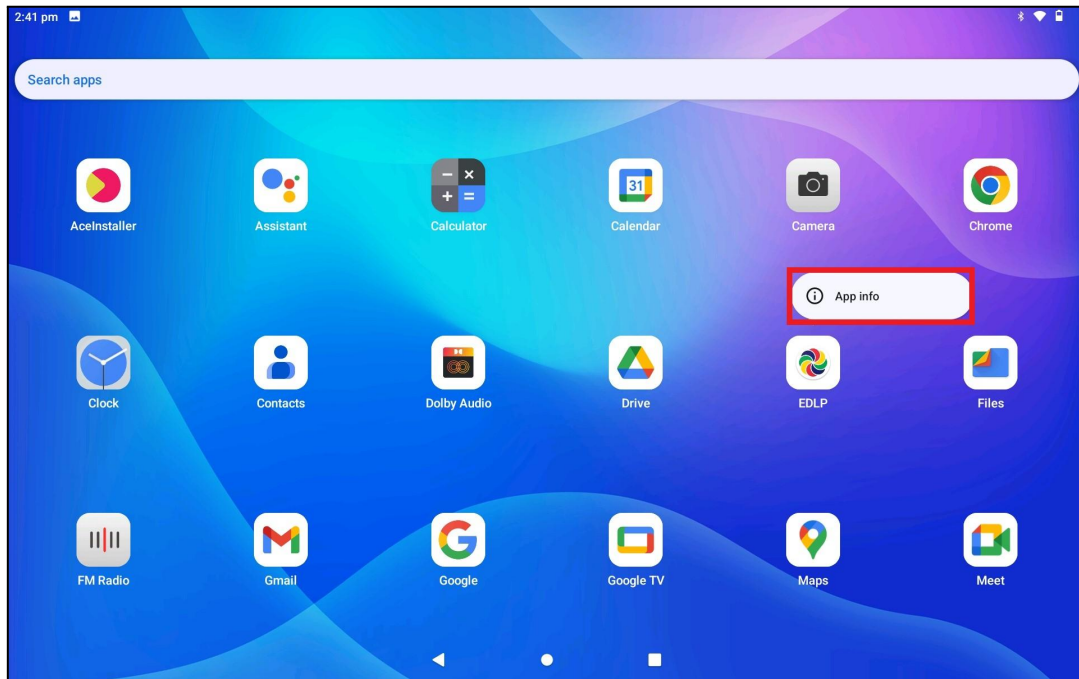 2:41 pm
Search apps
AceInstaller
Assistant
Calculator
31
Calendar
Camera
Chrome
App info
Clock
Contacts
Dolby Audio
Drive
EDLP
Files
FM Radio
Gmail
Google
Google TV
Maps
Meet